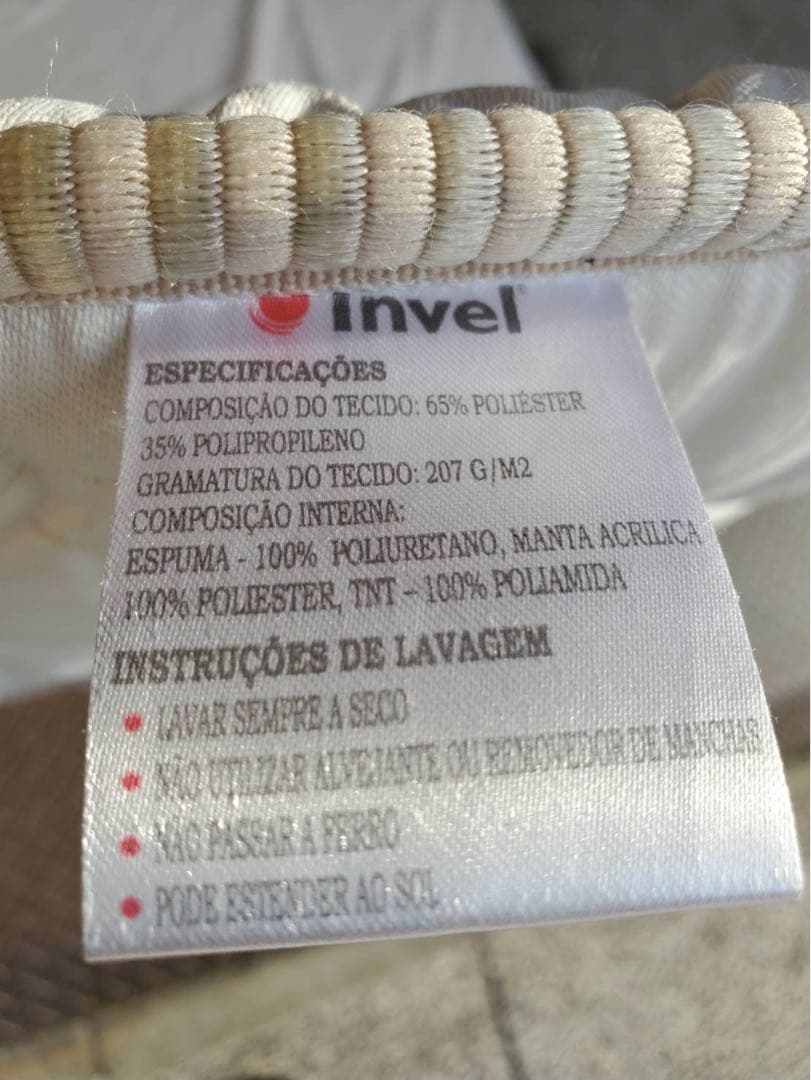 Invel
ESPECIFICAÇÕES
COMPOSIÇÃO DO TECIDO: 65% POLIÉSTER
35% POLIPROPILENO
GRAMATURA DO TECIDO: 207 G/M2
COMPOSIÇÃO INTERNA:
ESPUMA - 100% POLIURETANO, MANTA ACRILICA
100% POLIESTER, TNT – 100% POLIAMIDA
INSTRUÇÕES DE LAVAGEM
• LAVAR SEMPRE A SECO
• NÃO UTILIZAR ALVEJANTE OU REMOVEDOR DE MANCHAS
• NÃO PASSAR A FERRO
• PODE ESTENDER AO SOL